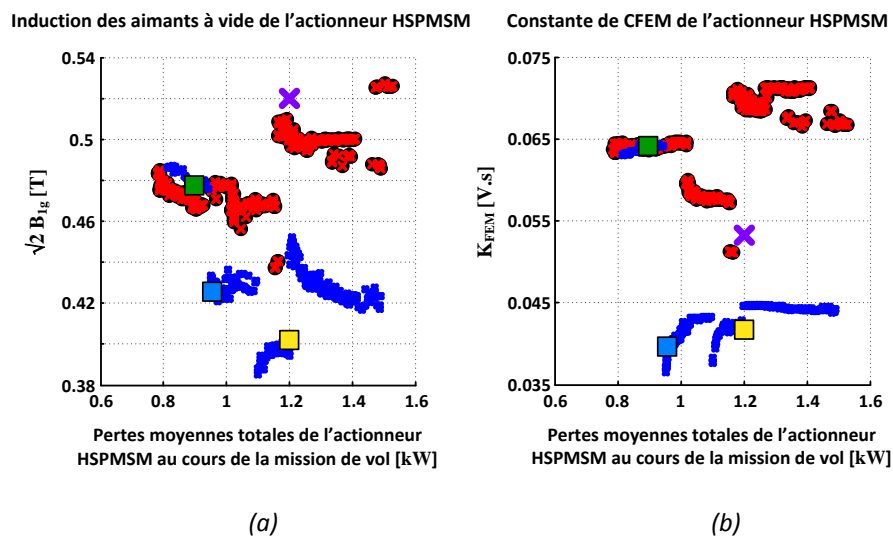 Induction des aimants à vide de l'actionneur HSPMSM
0.54
0.5
0.46
0.42
0.38
√2 B1g [T]
0.6 0.8 1 1.2 1.4 1.6
Pertes moyennes totales de l'actionneur
HSPMSM au cours de la mission de vol [kW]
(a)
Constante de CFEM de l'actionneur HSPMSM
0.075
0.065
0.055
0.045
0.035
KFEM [V.s]
0.6 0.8 1 1.2 1.4 1.6
Pertes moyennes totales de l'actionneur
HSPMSM au cours de la mission de vol [kW]
(b)